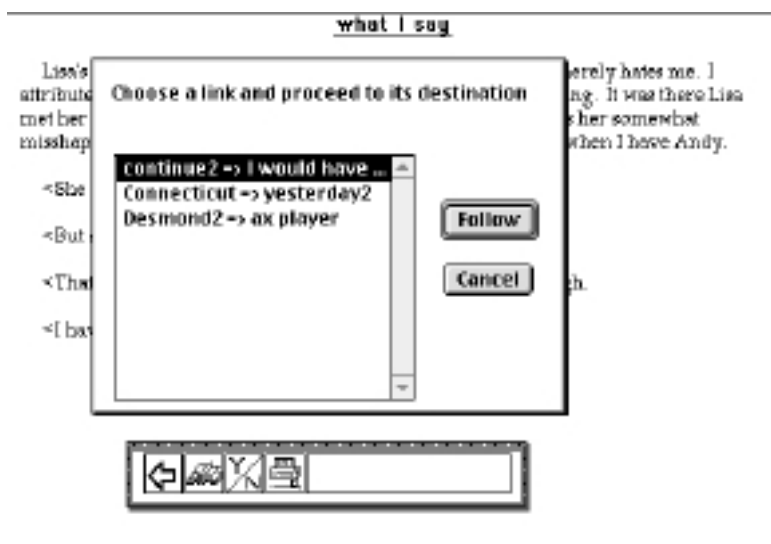 what I say
Lisa's erely hates me. I
attribute ng. It was there Lisa
met her s her somewhat
misshap when I have Andy.
<She
<But
<That gh.
<I hav
Choose a link and proceed to its destination
continue2 => I would have ...
Connecticut => yesterday2
Desmond2 => ax player
Follow
Cancel
Y/N